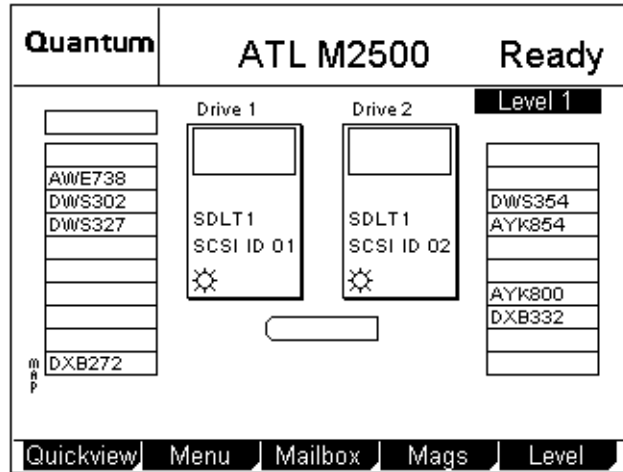 Quantum
ATL M2500
Ready
Level 1
Drive 1
Drive 2
AWE738
DWS302
DWS327
DXB272
MAP
SDLT1
SCSI ID 01
SDLT1
SCSI ID 02
DWS354
AYK854
AYK800
DXB332
Quickview
Menu
Mailbox
Mags
Level